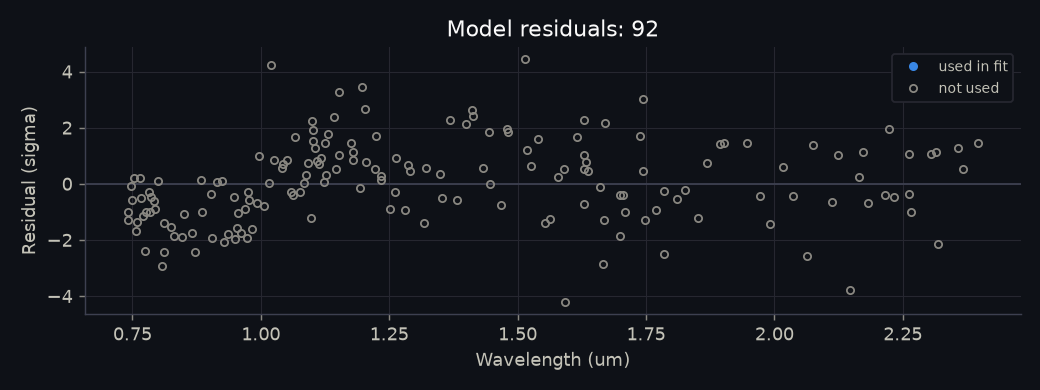 Model residuals: 92
used in fit
not used
Residual (sigma)
4
2
0
−2
−4
0.75 1.00 1.25 1.50 1.75 2.00 2.25
Wavelength (um)